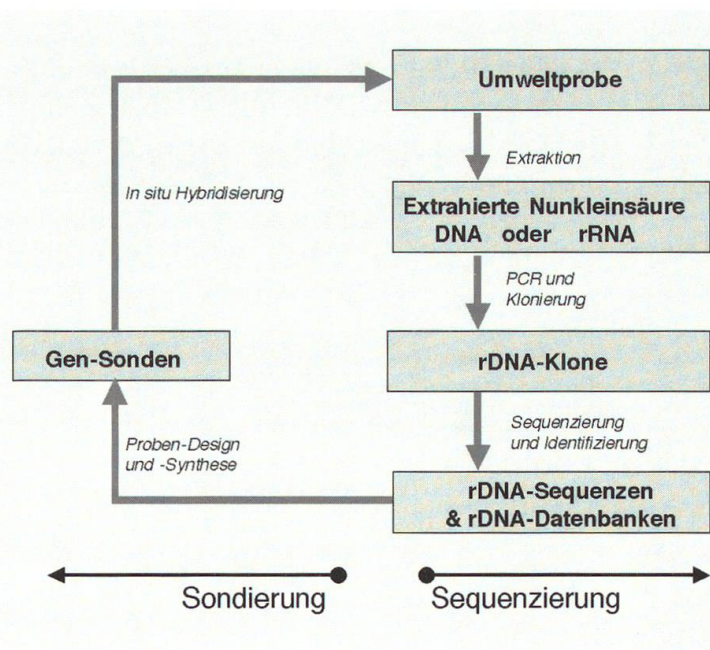 Umweltprobe
Extraktion
Extrahierte Nunkleinsäure
DNA oder rRNA
In situ Hybridisierung
PCR und
Klonierung
Gen-Sonden
rDNA-Klone
Sequenzierung
und Identifizierung
Proben-Design
und -Synthese
rDNA-Sequenzen
& rDNA-Datenbanken
Sondierung
Sequenzierung